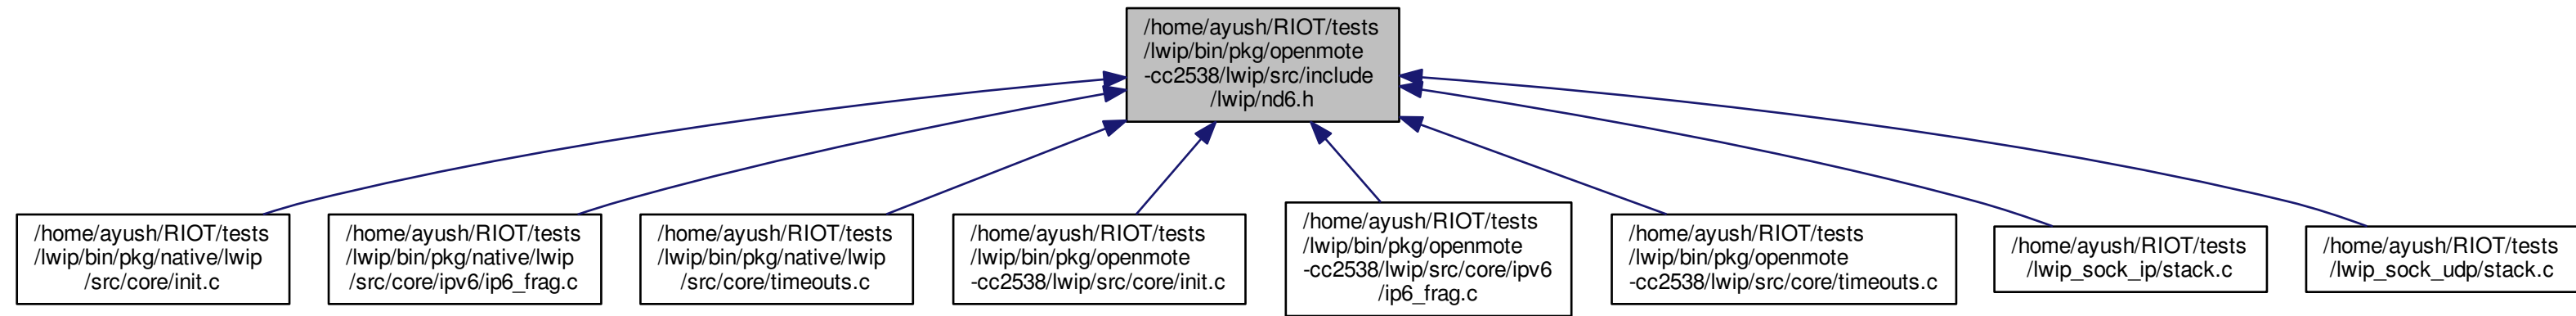 /home/ayush/RIOT/tests
/lwip/bin/pkg/openmote
-cc2538/lwip/src/include
/lwip/nd6.h
/home/ayush/RIOT/tests
/lwip/bin/pkg/native/lwip
/src/core/init.c
/home/ayush/RIOT/tests
/lwip/bin/pkg/native/lwip
/src/core/ipv6/ip6_frag.c
/home/ayush/RIOT/tests
/lwip/bin/pkg/native/lwip
/src/core/timeouts.c
/home/ayush/RIOT/tests
/lwip/bin/pkg/openmote
-cc2538/lwip/src/core/init.c
/home/ayush/RIOT/tests
/lwip/bin/pkg/openmote
-cc2538/lwip/src/core/ipv6
/ip6_frag.c
/home/ayush/RIOT/tests
/lwip/bin/pkg/openmote
-cc2538/lwip/src/core/timeouts.c
/home/ayush/RIOT/tests
/lwip_sock_ip/stack.c
/home/ayush/RIOT/tests
/lwip_sock_udp/stack.c